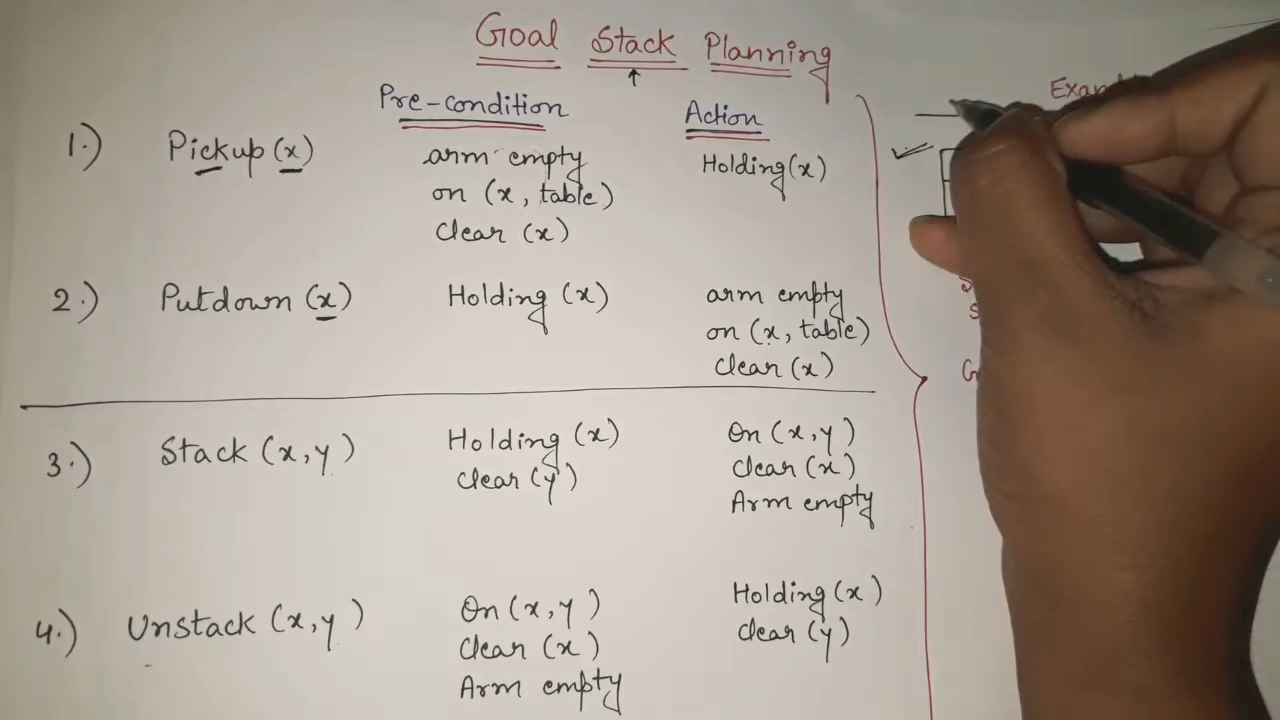 Goal Stack Planning
Pre-condition Action
1.) Pickup (x) arm empty Holding(x)
on (x, table)
clear (x)
2.) Putdown (x) Holding (x) arm empty
on (x, table)
clear (x)
3.) Stack (x,y) Holding (x) On (x,y)
clear (y) clear (x)
Arm empty
4.) Unstack (x,y) On (x,y) Holding (x)
clear (x) clear (y)
Arm empty